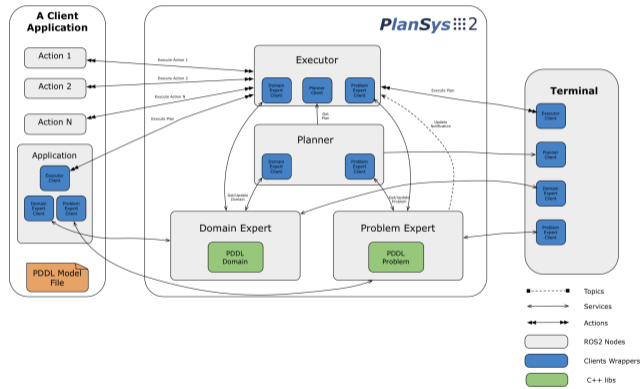 A Client
Application
Action 1
Action 2
Action N
Application
Executor
Client
Domain
Expert
Client
Problem
Expert
Client
PDDL Model
File
PlanSys 2
Execute Action 1
Execute Action 2
Execute Action N
Execute Plan
Executor
Domain
Expert
Client
Planner
Client
Problem
Expert
Client
Get
Plan
Planner
Domain
Expert
Client
Problem
Expert
Client
Get/Update
Domain
Get/Update
Problem
Update
Notification
Execute Plan
Domain Expert
PDDL
Domain
Problem Expert
PDDL
Problem
Terminal
Executor
Client
Planner
Client
Domain
Expert
Client
Problem
Expert
Client
Topics
Services
Actions
ROS2 Nodes
Clients Wrappers
C++ libs